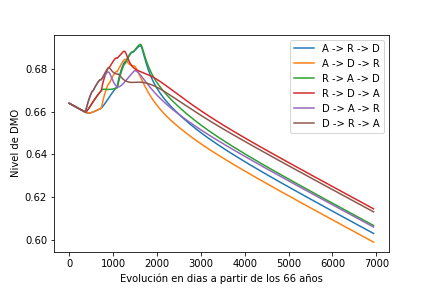 A -> R -> D
A -> D -> R
R -> A -> D
R -> D -> A
D -> A -> R
D -> R -> A
Nivel de DMO
0.68
0.66
0.64
0.62
0.60
0 1000 2000 3000 4000 5000 6000 7000
Evolución en dias a partir de los 66 años